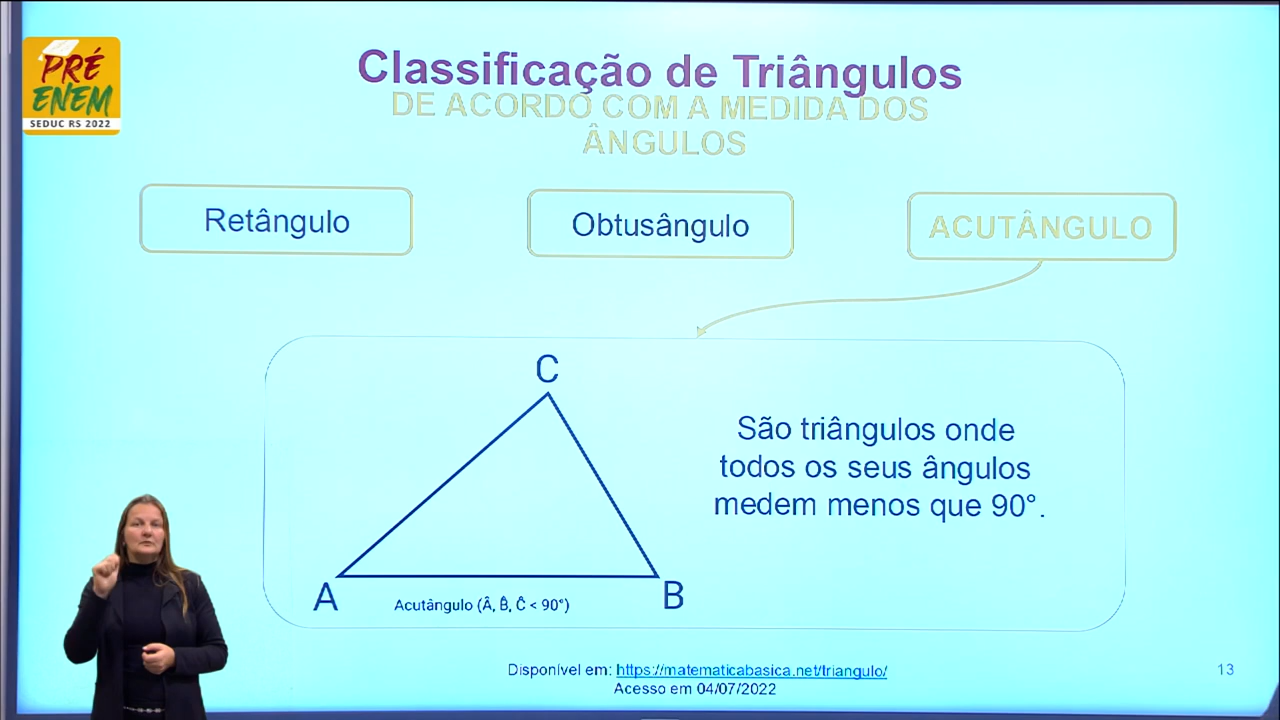 PRÉ
ENEM
SEDUC RS 2022
Classificação de Triângulos
DE ACORDO COM A MEDIDA DOS
ÂNGULOS
Retângulo
Obtusângulo
ACUTÂNGULO
C
São triângulos onde
todos os seus ângulos
medem menos que 90°.
A
B
Acutângulo (Â, B̂, Ĉ < 90°)
Disponível em: https://matematicabasica.net/triangulo/
Acesso em 04/07/2022
13